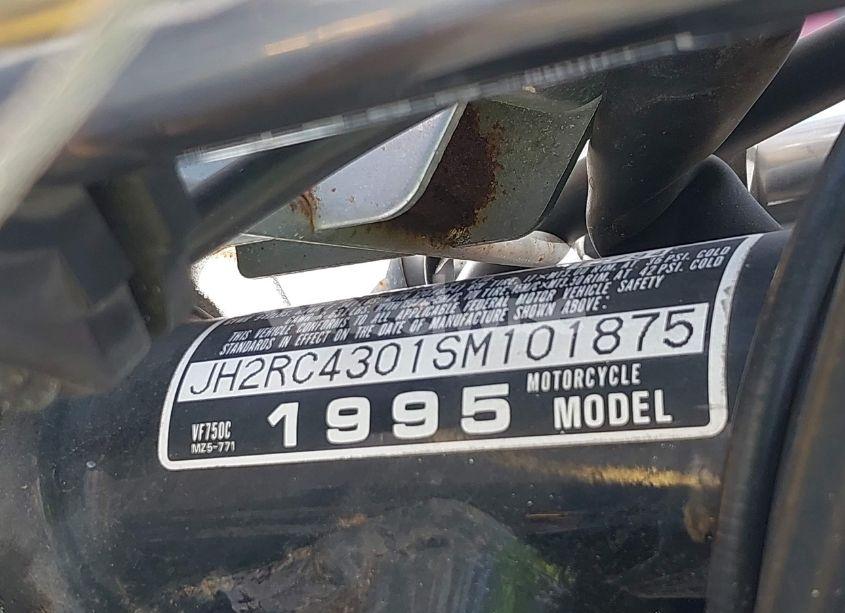 36 PSI. COLD
AT 42 PSI. COLD
THIS VEHICLE CONFORMS TO ALL APPLICABLE FEDERAL MOTOR VEHICLE SAFETY
STANDARDS IN EFFECT ON THE DATE OF MANUFACTURE SHOWN ABOVE:
JH2RC4301SM101875
VF750C
MZ5-771
1995
MOTORCYCLE
MODEL